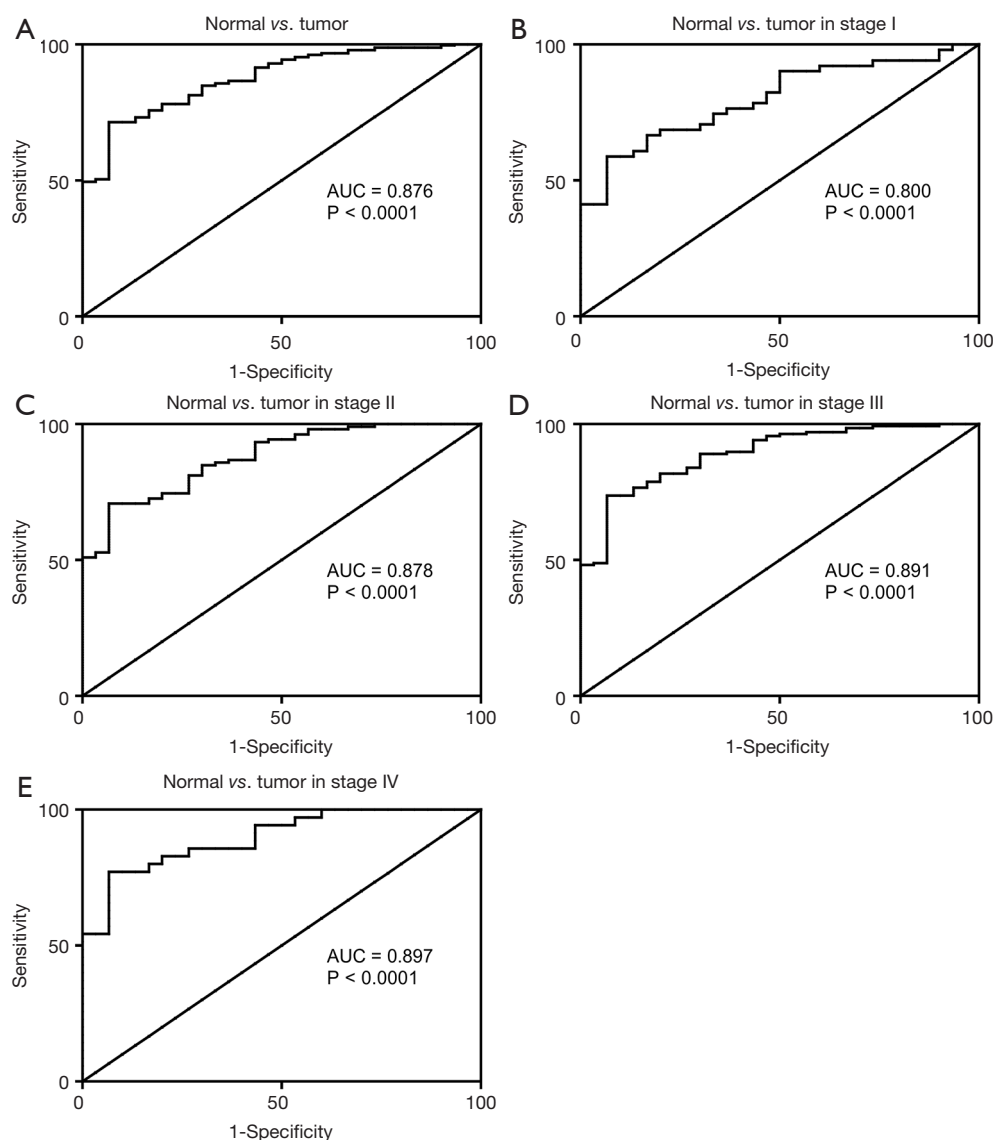 A
Normal vs. tumor
100
50
0
Sensitivity
AUC = 0.876
P < 0.0001
0 50 100
1-Specificity
B
Normal vs. tumor in stage I
100
50
0
Sensitivity
AUC = 0.800
P < 0.0001
0 50 100
1-Specificity
C
Normal vs. tumor in stage II
100
50
0
Sensitivity
AUC = 0.878
P < 0.0001
0 50 100
1-Specificity
D
Normal vs. tumor in stage III
100
50
0
Sensitivity
AUC = 0.891
P < 0.0001
0 50 100
1-Specificity
E
Normal vs. tumor in stage IV
100
50
0
Sensitivity
AUC = 0.897
P < 0.0001
0 50 100
1-Specificity